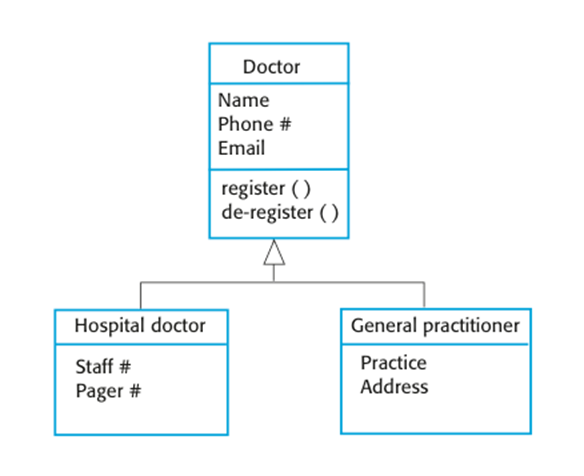 Doctor
Name
Phone #
Email
register ( )
de-register ( )
Hospital doctor
Staff #
Pager #
General practitioner
Practice
Address